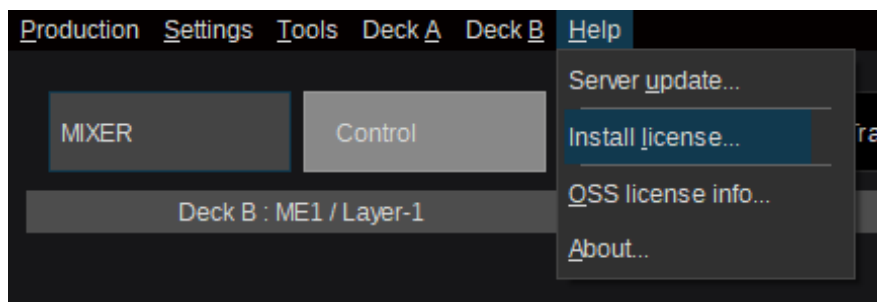 Production Settings Tools Deck A Deck B Help
Server update...
MIXER Control Install license...
OSS license info...
Deck B : ME1 / Layer-1
About...